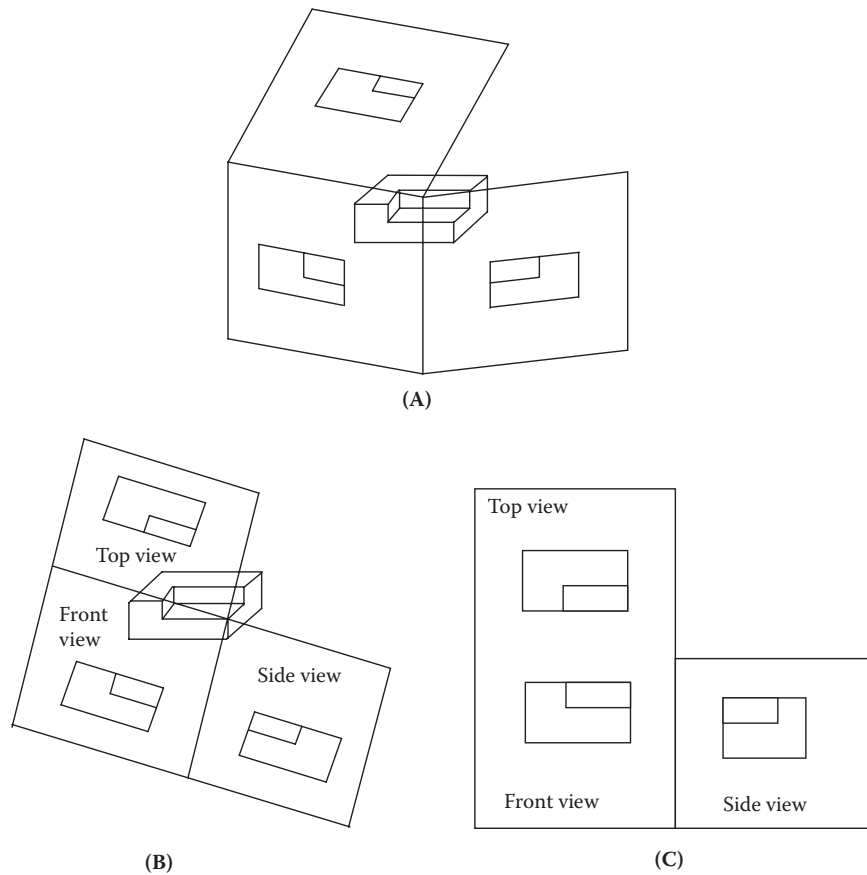 (A)
Top view
Front
view
Side view
(B)
Top view
Front view
Side view
(C)